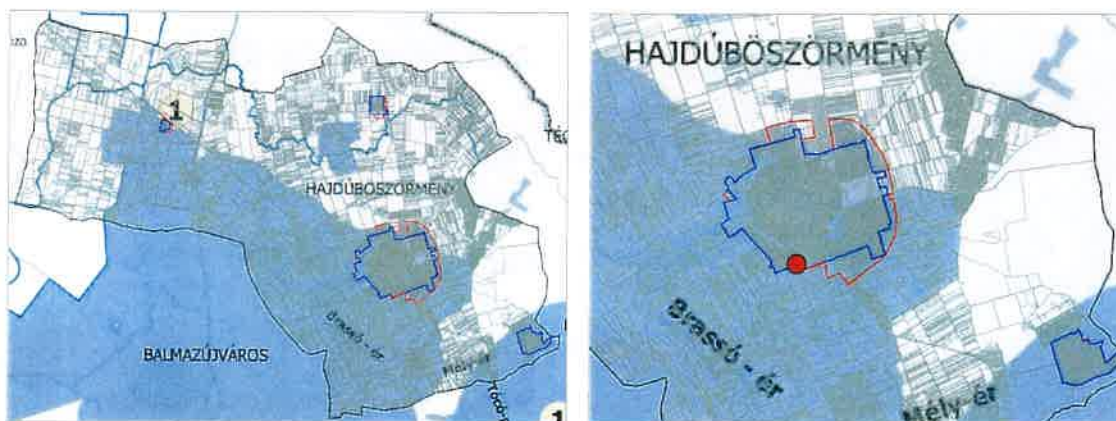 1
HAJDÚBÖSZÖRMÉNY
BALMAZÚJVÁROS
Brassó - ér
Mély-ér
1
HAJDÚBÖSZÖRMÉNY
Brassó - ér
Mély-ér